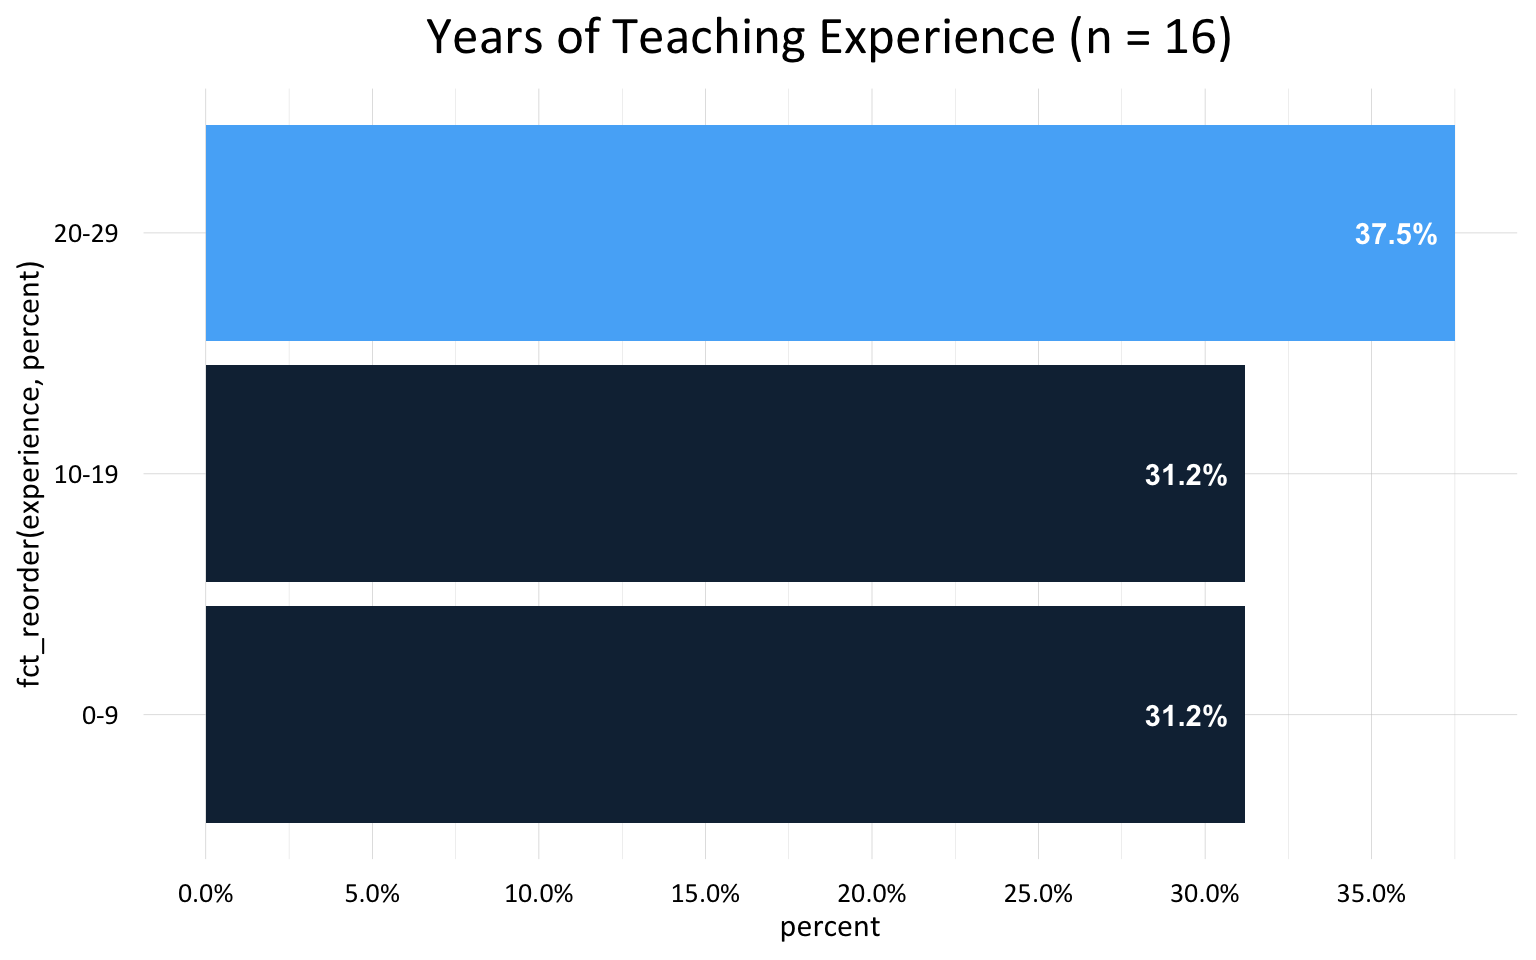 Years of Teaching Experience (n = 16)
fct_reorder(experience, percent)
20-29
37.5%
10-19
31.2%
0-9
31.2%
0.0% 5.0% 10.0% 15.0% 20.0% 25.0% 30.0% 35.0%
percent